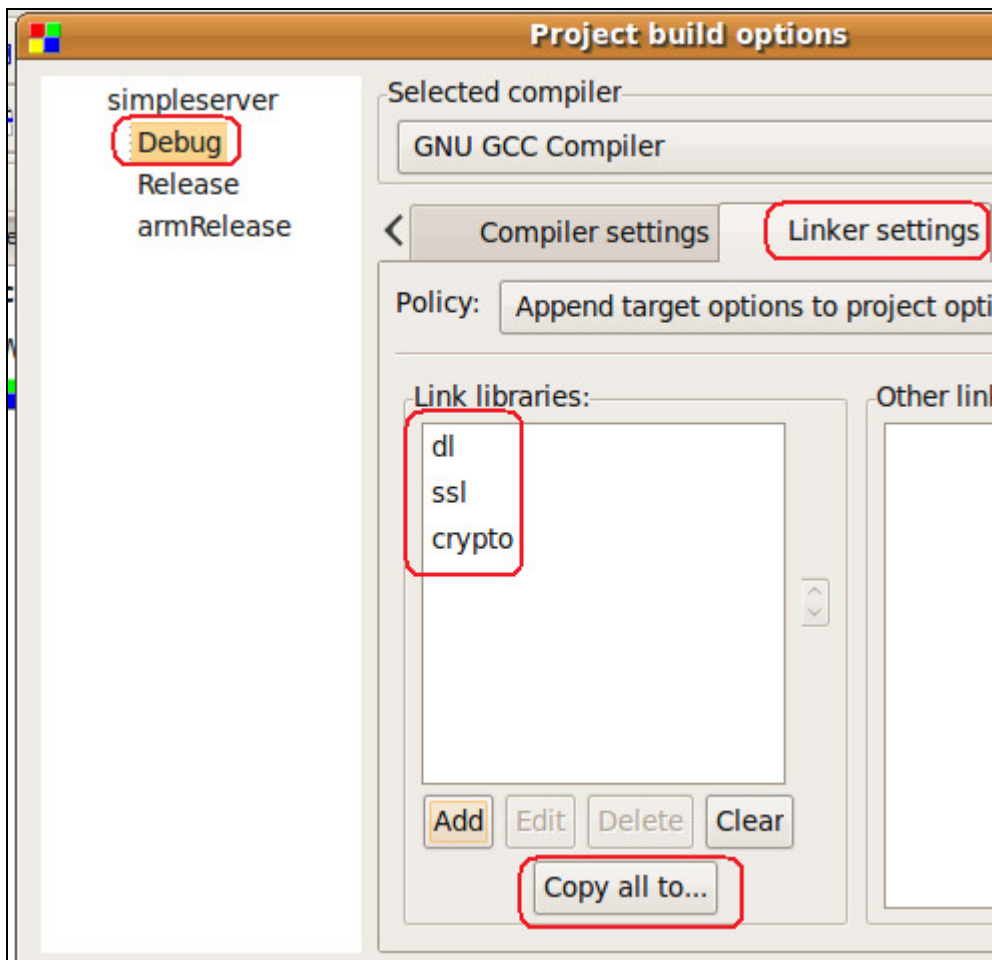 Project build options
simpleserver
Debug
Release
armRelease
Selected compiler
GNU GCC Compiler
Compiler settings
Linker settings
Policy:
Append target options to project opti
Link libraries:
Other lin
dl
ssl
crypto
Add
Edit
Delete
Clear
Copy all to...